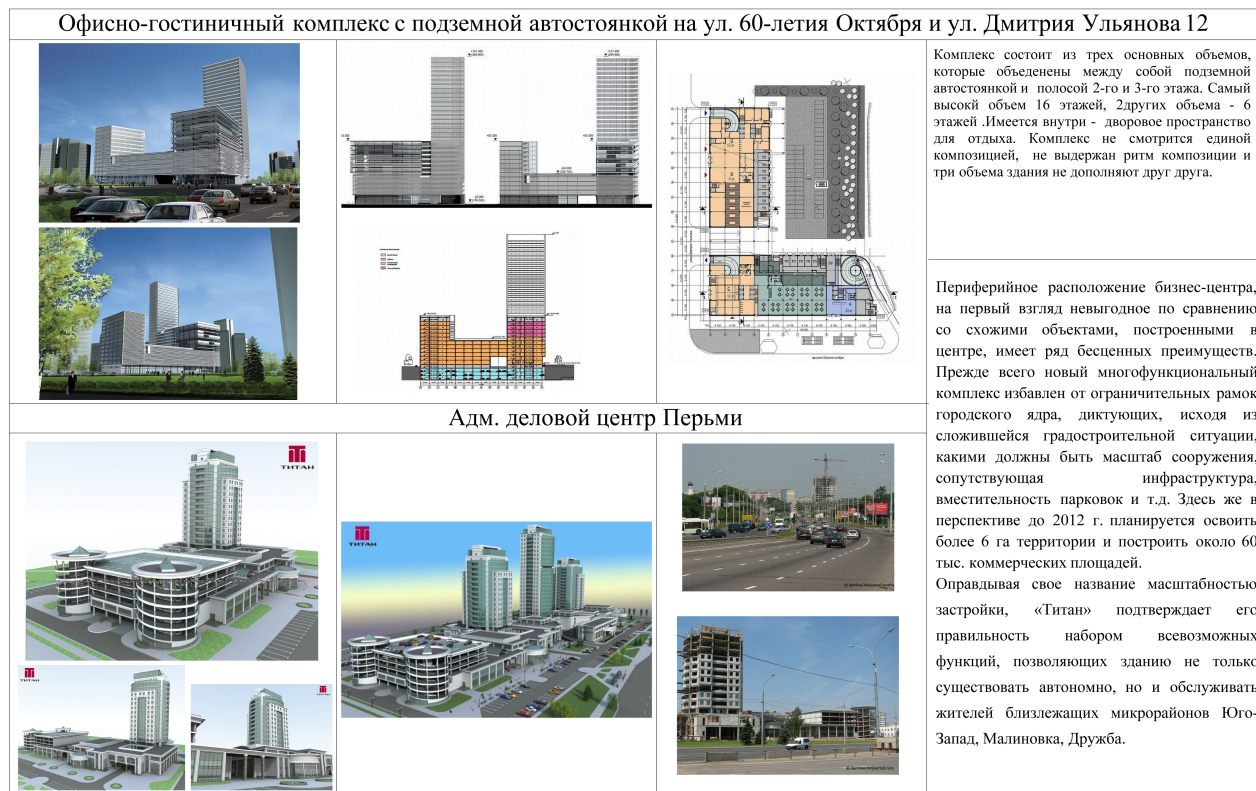 Офисно-гостиничный комплекс с подземной автостоянкой на ул. 60-летия Октября и ул. Дмитрия Ульянова 12
Комплекс состоит из трех основных объемов,
которые объеденены между собой подземной
автостоянкой и полосой 2-го и 3-го этажа. Самый
высокй объем 16 этажей, 2других объема - 6
этажей .Имеется внутри - дворовое пространство
для отдыха. Комплекс не смотрится единой
композицией, не выдержан ритм композиции и
три объема здания не дополняют друг друга.
Периферийное расположение бизнес-центра,
на первый взгляд невыгодное по сравнению
со схожими объектами, построенными в
центре, имеет ряд бесценных преимуществ.
Прежде всего новый многофункциональный
комплекс избавлен от ограничительных рамок
городского ядра, диктующих, исходя из
сложившейся градостроительной ситуации,
какими должны быть масштаб сооружения,
сопутствующая инфраструктура,
вместительность парковок и т.д. Здесь же в
перспективе до 2012 г. планируется освоить
более 6 га территории и построить около 60
тыс. коммерческих площадей.
Оправдывая свое название масштабностью
застройки, «Титан» подтверждает его
правильность набором всевозможных
функций, позволяющих зданию не только
существовать автономно, но и обслуживать
жителей близлежащих микрорайонов Юго-
Запад, Малиновка, Дружба.
Адм. деловой центр Перьми
ТИТАН
ТИТАН
ТИТАН
ТИТАН